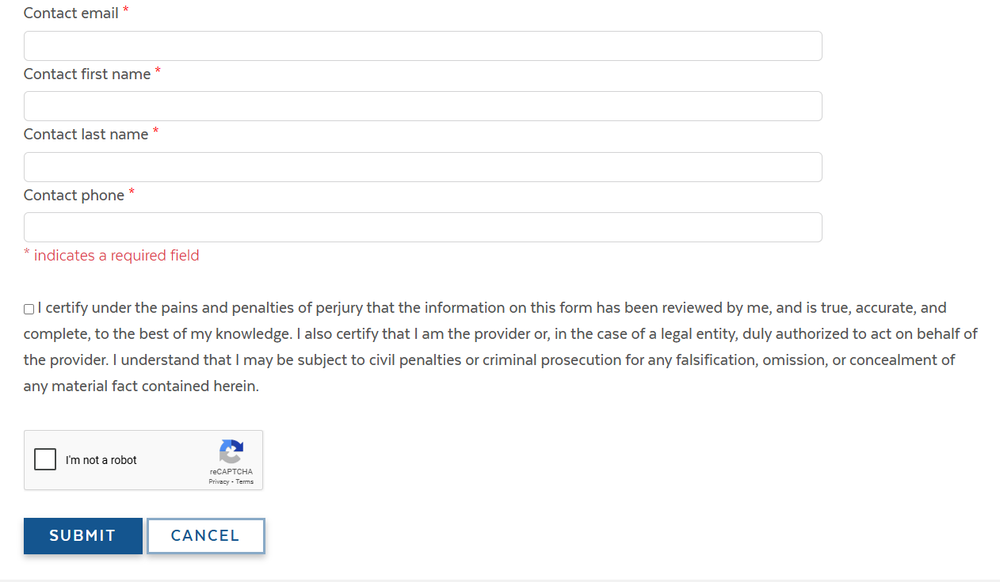 Contact email *
Contact first name *
Contact last name *
Contact phone *
* indicates a required field
I certify under the pains and penalties of perjury that the information on this form has been reviewed by me, and is true, accurate, and
complete, to the best of my knowledge. I also certify that I am the provider or, in the case of a legal entity, duly authorized to act on behalf of
the provider. I understand that I may be subject to civil penalties or criminal prosecution for any falsification, omission, or concealment of
any material fact contained herein.
I'm not a robot
reCAPTCHA
Privacy - Terms
SUBMIT CANCEL